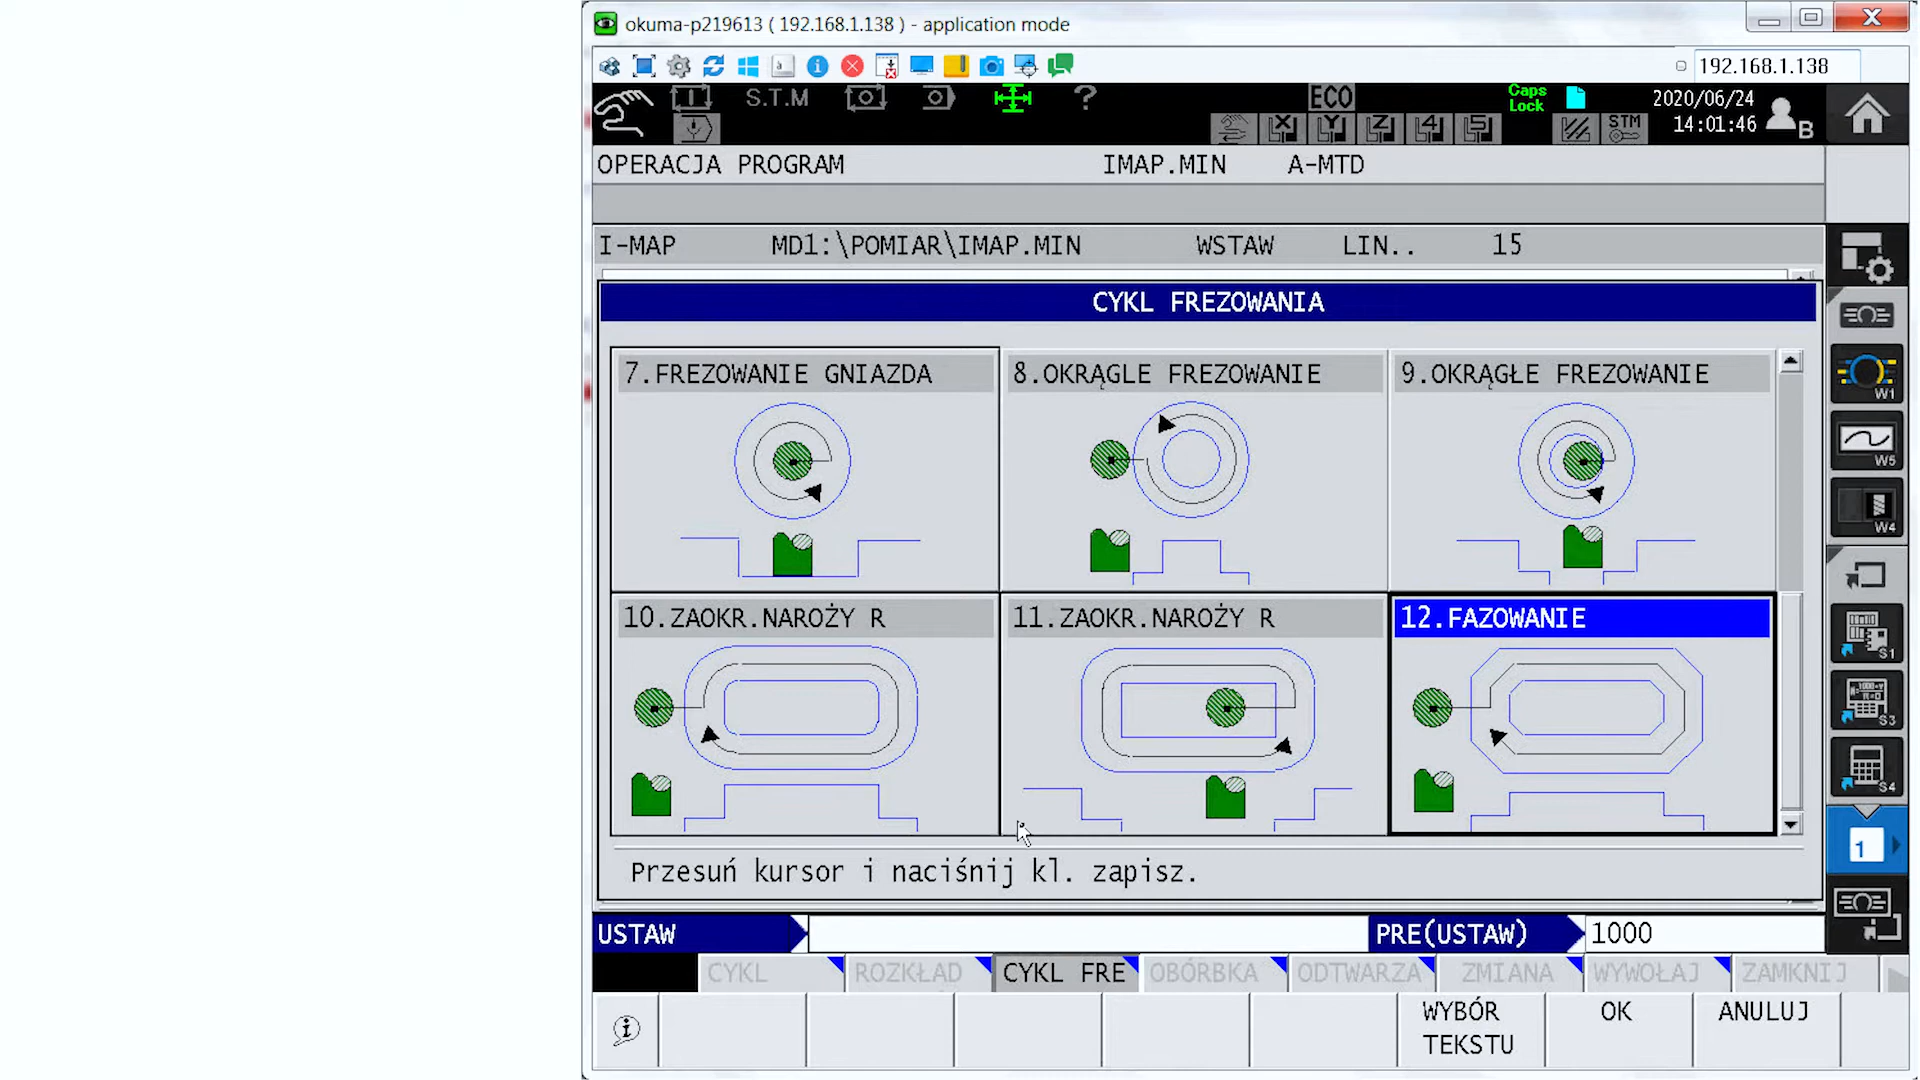 okuma-p219613 ( 192.168.1.138 ) - application mode
192.168.1.138
S.T.M
?
ECO
Caps
Lock
2020/06/24
14:01:46
B
X Y Z 4 5
STM
OPERACJA PROGRAM IMAP.MIN A-MTD
I-MAP MD1:\POMIAR\IMAP.MIN WSTAW LIN.. 15
CYKL FREZOWANIA
7.FREZOWANIE GNIAZDA
8.OKRĄGLE FREZOWANIE
9.OKRĄGŁE FREZOWANIE
10.ZAOKR.NAROŻY R
11.ZAOKR.NAROŻY R
12.FAZOWANIE
Przesuń kursor i naciśnij kl. zapisz.
USTAW
PRE(USTAW) 1000
CYKL ROZKŁAD CYKL FRE OBÓRBKA ODTWARZA ZMIANA WYWOŁAJ ZAMKNIJ
WYBÓR
TEKSTU
OK
ANULUJ
W1
W5
W4
S1
S3
S4
1